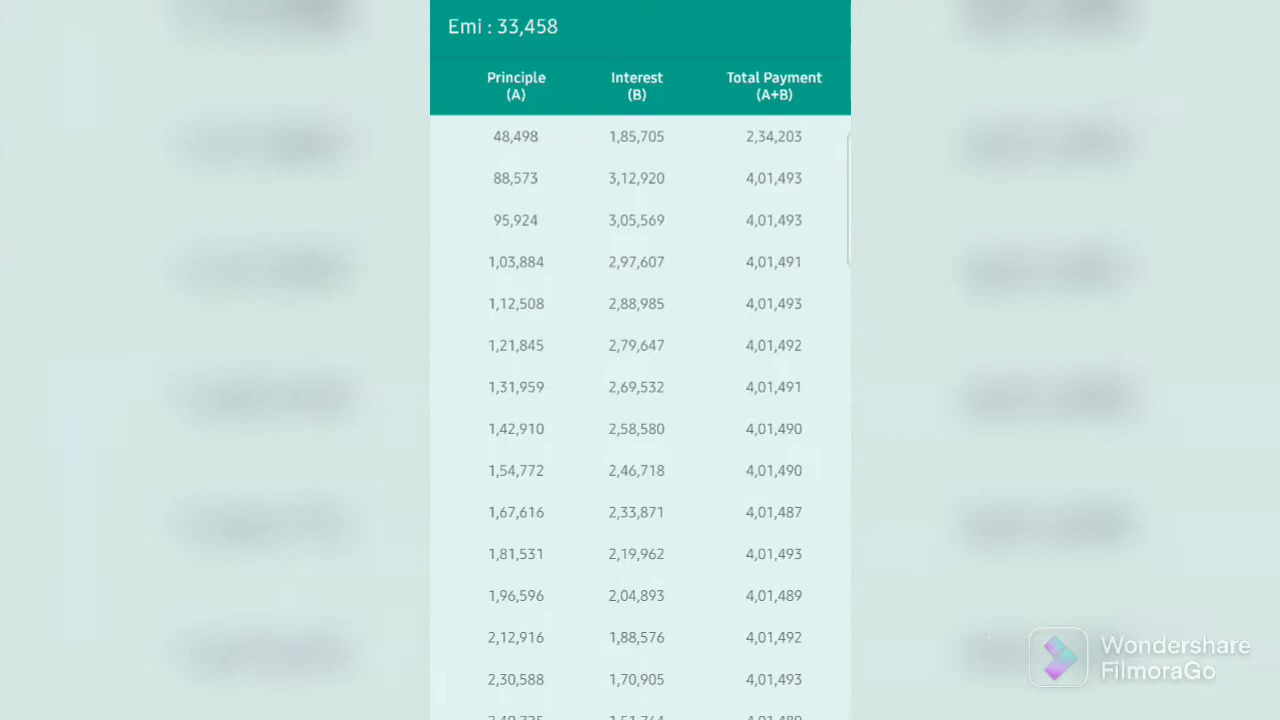 Emi : 33,458
Principle Interest Total Payment
(A) (B) (A+B)
48,498 1,85,705 2,34,203
88,573 3,12,920 4,01,493
95,924 3,05,569 4,01,493
1,03,884 2,97,607 4,01,491
1,12,508 2,88,985 4,01,493
1,21,845 2,79,647 4,01,492
1,31,959 2,69,532 4,01,491
1,42,910 2,58,580 4,01,490
1,54,772 2,46,718 4,01,490
1,67,616 2,33,871 4,01,487
1,81,531 2,19,962 4,01,493
1,96,596 2,04,893 4,01,489
2,12,916 1,88,576 4,01,492
2,30,588 1,70,905 4,01,493
Wondershare
FilmoraGo